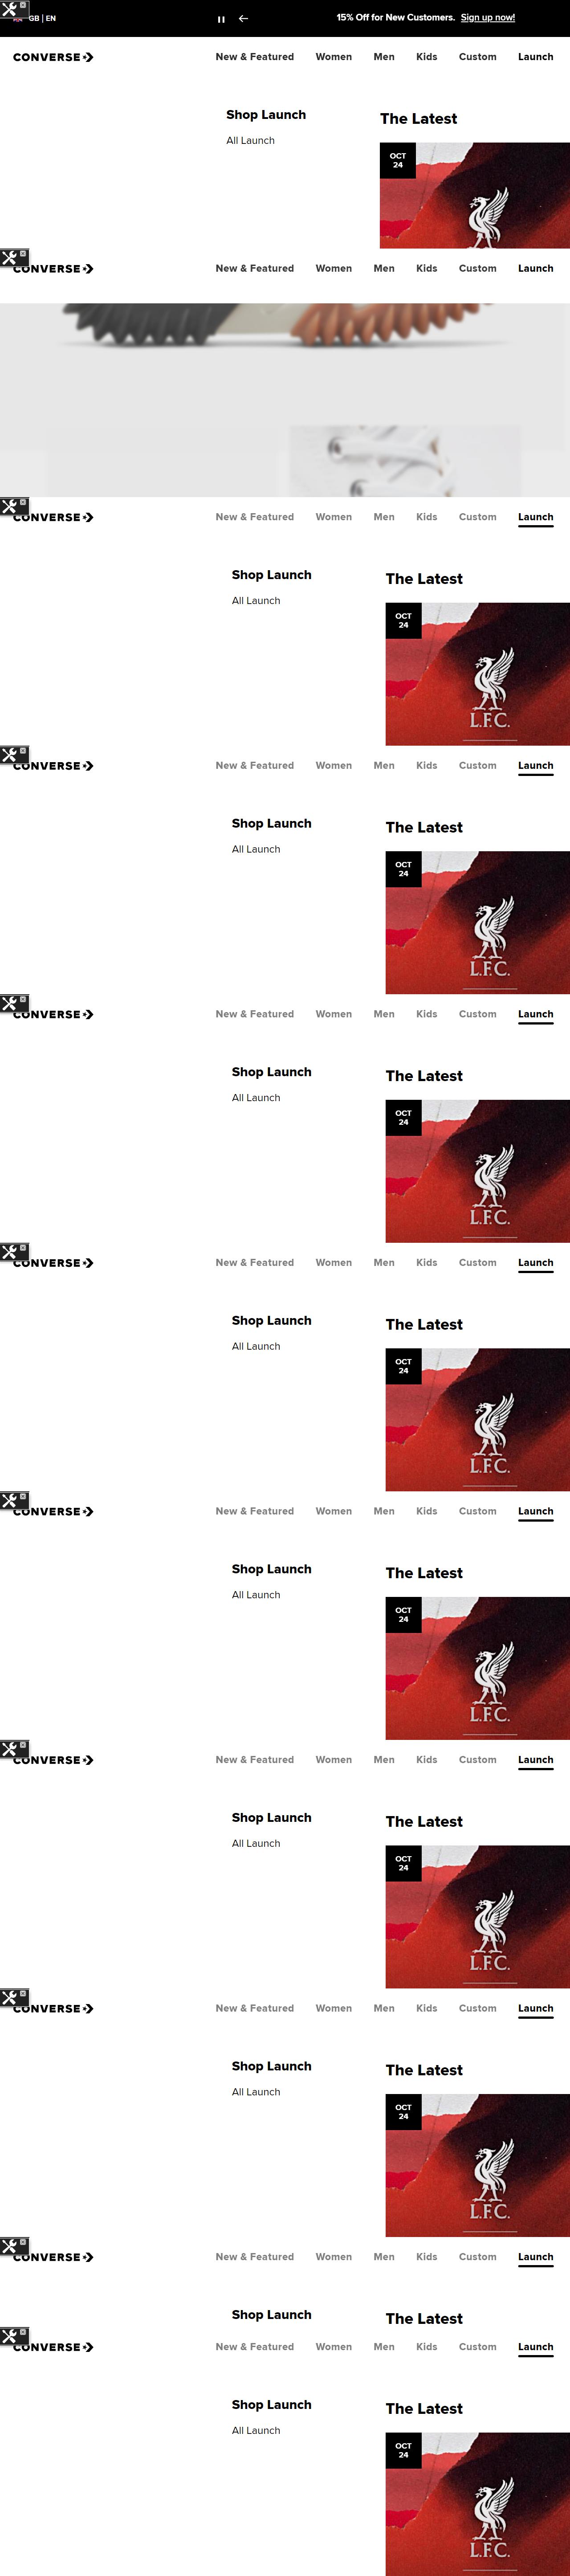 GB | EN
15% Off for New Customers. Sign up now!
CONVERSE
New & Featured Women Men Kids Custom Launch
Shop Launch
The Latest
All Launch
OCT
24
CONVERSE
New & Featured Women Men Kids Custom Launch
CONVERSE
New & Featured Women Men Kids Custom Launch
Shop Launch
The Latest
All Launch
OCT
24
L.F.C.
CONVERSE
New & Featured Women Men Kids Custom Launch
Shop Launch
The Latest
All Launch
OCT
24
L.F.C.
CONVERSE
New & Featured Women Men Kids Custom Launch
Shop Launch
The Latest
All Launch
OCT
24
L.F.C.
CONVERSE
New & Featured Women Men Kids Custom Launch
Shop Launch
The Latest
All Launch
OCT
24
L.F.C.
CONVERSE
New & Featured Women Men Kids Custom Launch
Shop Launch
The Latest
All Launch
OCT
24
L.F.C.
CONVERSE
New & Featured Women Men Kids Custom Launch
Shop Launch
The Latest
All Launch
OCT
24
L.F.C.
CONVERSE
New & Featured Women Men Kids Custom Launch
Shop Launch
The Latest
All Launch
OCT
24
L.F.C.
CONVERSE
New & Featured Women Men Kids Custom Launch
Shop Launch
The Latest
CONVERSE
New & Featured Women Men Kids Custom Launch
Shop Launch
The Latest
All Launch
OCT
24
L.F.C.